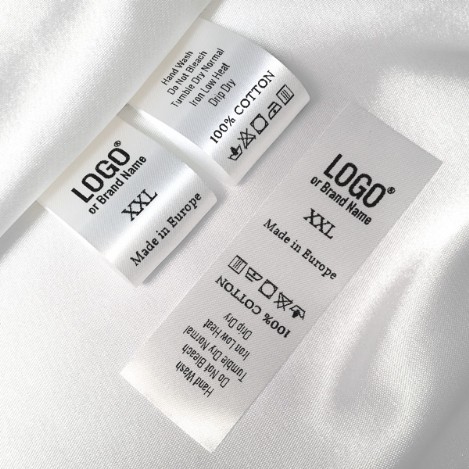 Hand Wash
Do Not Bleach
Tumble Dry Normal
Iron Low Heat
Drip Dry
100% COTTON
LOGO®
or Brand Name
XXL
Made in Europe
LOGO®
or Brand Name
XXL
Made in Europe
100% COTTON
Drip Dry
Iron Low Heat
Tumble Dry Normal
Do Not Bleach
Hand Wash